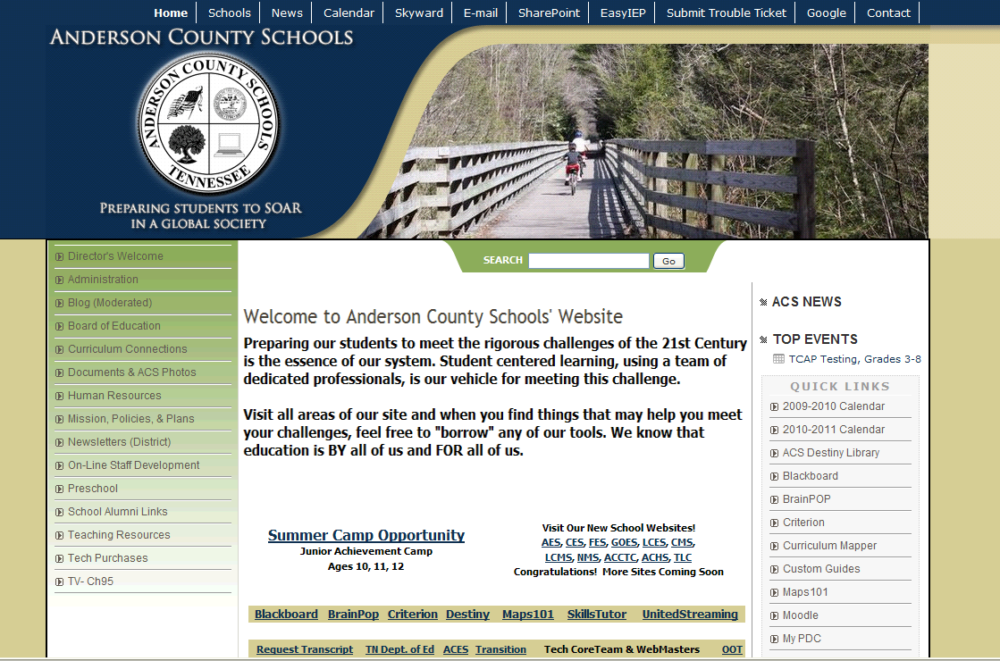 Home Schools News Calendar Skyward E-mail SharePoint EasyIEP Submit Trouble Ticket Google Contact
Anderson County Schools
ANDERSON COUNTY SCHOOLS
TENNESSEE
Preparing students to SOAR
in a global society
Director's Welcome
Administration
Blog (Moderated)
Board of Education
Curriculum Connections
Documents & ACS Photos
Human Resources
Mission, Policies, & Plans
Newsletters (District)
On-Line Staff Development
Preschool
School Alumni Links
Teaching Resources
Tech Purchases
TV- Ch95
SEARCH Go
Welcome to Anderson County Schools' Website
Preparing our students to meet the rigorous challenges of the 21st Century
is the essence of our system. Student centered learning, using a team of
dedicated professionals, is our vehicle for meeting this challenge.
Visit all areas of our site and when you find things that may help you meet
your challenges, feel free to "borrow" any of our tools. We know that
education is BY all of us and FOR all of us.
Summer Camp Opportunity
Junior Achievement Camp
Ages 10, 11, 12
Visit Our New School Websites!
AES, CES, FES, GOES, LCES, CMS,
LCMS, NMS, ACCTC, ACHS, TLC
Congratulations! More Sites Coming Soon
Blackboard BrainPop Criterion Destiny Maps101 SkillsTutor UnitedStreaming
Request Transcript TN Dept. of Ed ACES Transition Tech CoreTeam & WebMasters OOT
ACS NEWS
TOP EVENTS
TCAP Testing, Grades 3-8
QUICK LINKS
2009-2010 Calendar
2010-2011 Calendar
ACS Destiny Library
Blackboard
BrainPOP
Criterion
Curriculum Mapper
Custom Guides
Maps101
Moodle
My PDC